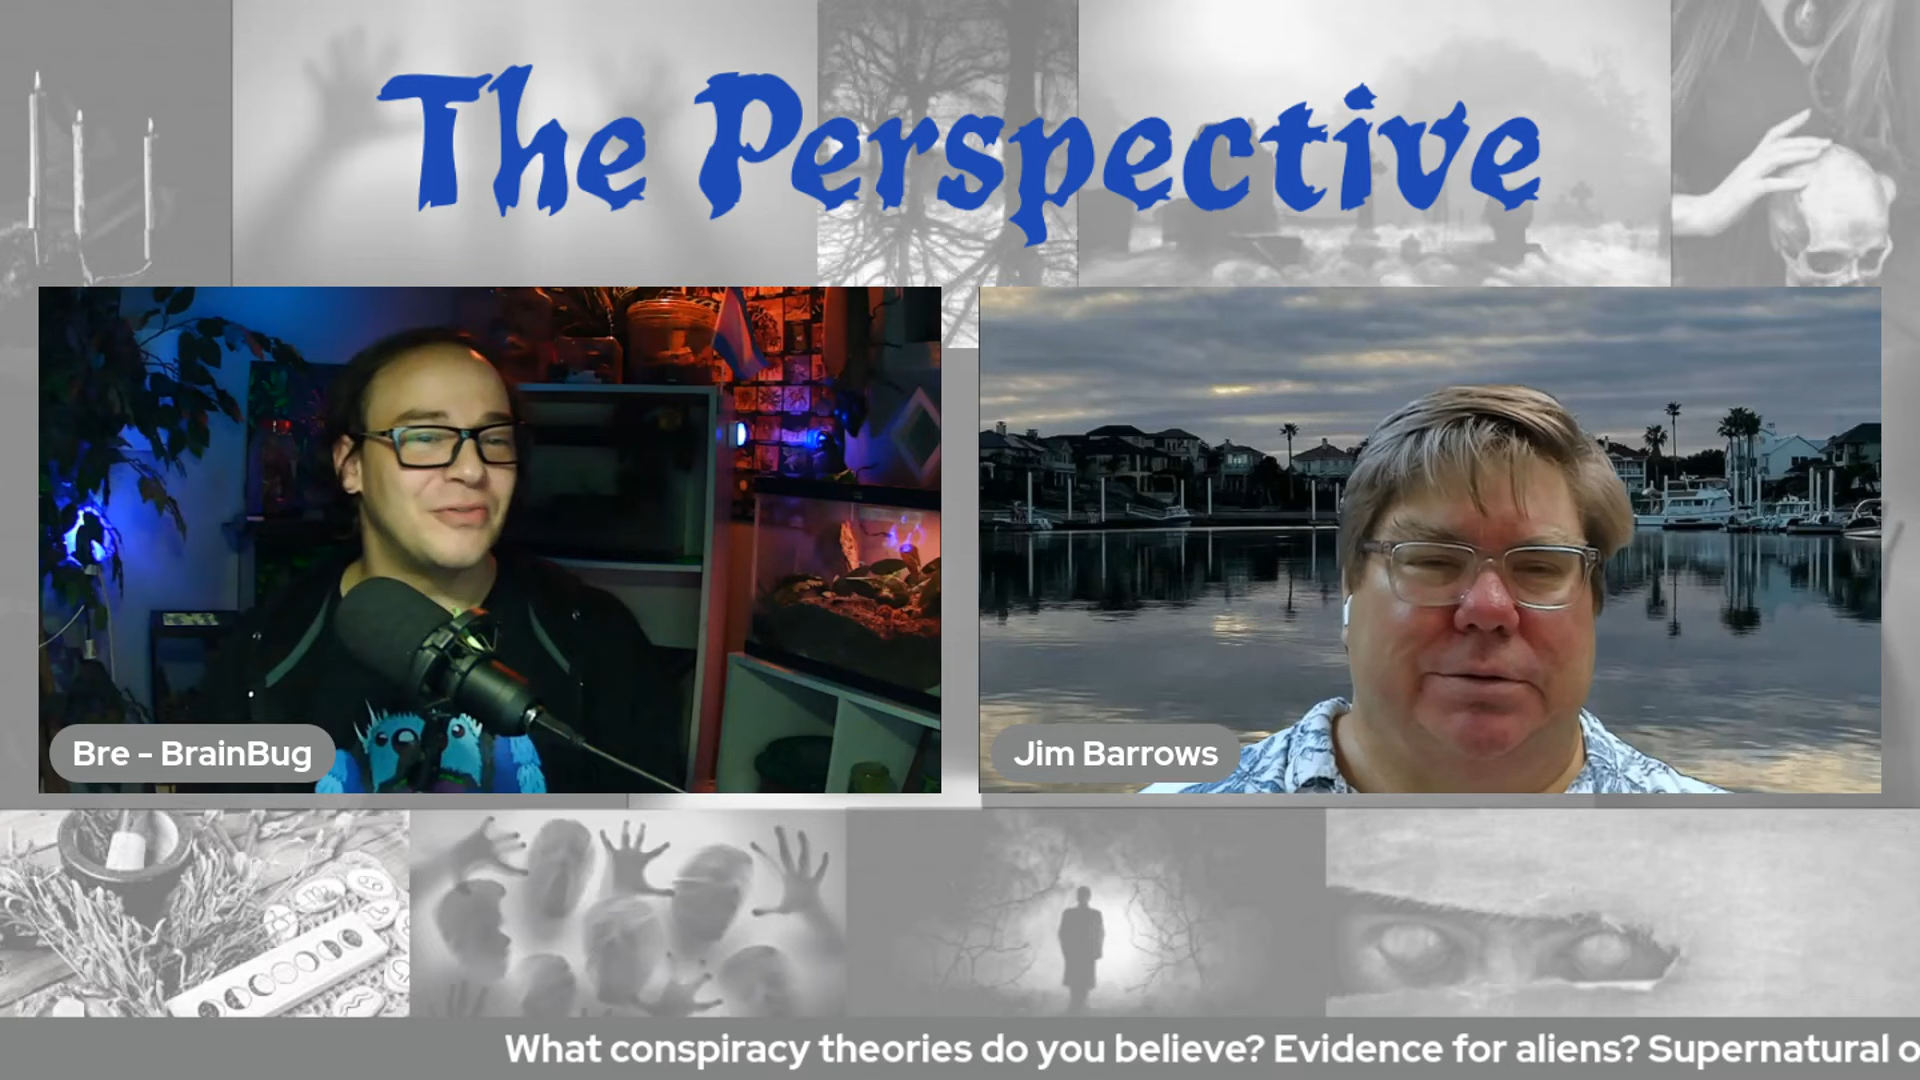 The Perspective
Bre - BrainBug
Jim Barrows
What conspiracy theories do you believe? Evidence for aliens? Supernatural o